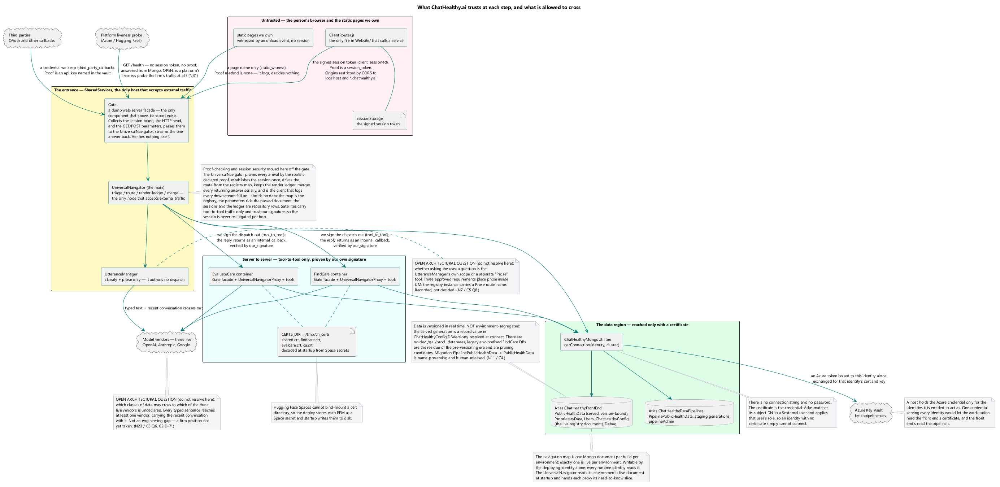 What ChatHealthy.ai trusts at each step, and what is allowed to cross
Untrusted — the person's browser and the static pages we own
Third parties
OAuth and other callbacks
Platform liveness probe
(Azure / Hugging Face)
static pages we own
witnessed by an onload event, no session
ClientRouter.js
the only file in Website/ that calls a service
a credential we keep (third_party_callback).
Proof is an api_key named in the vault
GET /health — no session token, no proof;
answered from Mongo. OPEN: is a platform's
liveness probe the firm's traffic at all? (N31)
a page name only (static_witness).
Proof method is none — it logs, decides nothing
the signed session token (client_sessioned).
Proof is a session_token.
Origins restricted by CORS to
localhost and *.chathealthy.ai
The entrance — SharedServices, the only host that accepts external traffic
Gate
a dumb web-server facade — the only
component that knows transport exists.
Collects the session token, the HTTP head,
and the GET/POST parameters, passes them
to the UniversalNavigator, streams the one
answer back. Verifies nothing itself.
sessionStorage
the signed session token
Proof-checking and session security moved here off the gate.
The UniversalNavigator proves every arrival by the route's
declared proof, establishes the session once, drives the
route from the registry map, keeps the render ledger, merges
every returning answer serially, and is the client that logs
every downstream failure. It holds no data: the map is the
registry, the parameters ride the passed document, the
sessions and the ledger are repository rows. Satellites carry
tool-to-tool traffic only and trust our signature, so the
session is never re-litigated per hop.
UniversalNavigator (the main)
triage / route / render-ledger / merge —
the only node that accepts external traffic
we sign the dispatch out (tool_to_tool);
the reply returns as an internal_callback,
verified by our_signature
we sign the dispatch out (tool_to_tool);
the reply returns as an internal_callback,
verified by our_signature
Server to server — tool-to-tool only, proven by our own signature
UtteranceManager
classify + prose only — it authors no dispatch
EvaluateCare container
Gate facade + UniversalNavigatorProxy + tools
FindCare container
Gate facade + UniversalNavigatorProxy + tools
OPEN ARCHITECTURAL QUESTION (do not resolve here):
whether asking the user a question is the
UtteranceManager's own scope or a separate "Prose"
tool. Three approved requirements place prose inside
UM; the registry instance carries a Prose route name.
Recorded, not decided. (N7 / C5 Q8.)
typed text + recent conversation crosses out
Model vendors — three live
OpenAI, Anthropic, Google
CERTS_DIR = /tmp/ch_certs
shared.crt, findcare.crt,
evalcare.crt, ca.crt
decoded at startup from Space secrets
Data is versioned in real time, NOT environment-segregated:
the served generation is a record value in
ChatHealthyConfig.DBVersions, resolved at connect. There are
no dev_/qa_/prod_ databases; legacy env-prefixed FindCare DBs
are the residue of the pre-versioning era and are pruning
candidates. Migration PipelinePublicHealthData -> PublicHealthData
is name-preserving and human-released. (N11 / C4.)
The data region — reached only with a certificate
ChatHealthyMongoUtilities
getConnection(identity, cluster)
an Azure token issued to this identity alone,
exchanged for that identity's cert and key
OPEN ARCHITECTURAL QUESTION (do not resolve here):
which classes of data may cross to which of the three
live vendors is undeclared. Every typed sentence reaches
at least one vendor, carrying the recent conversation
with it. Not an engineering gap — a firm position not
yet taken. (N23 / C5 Q6, C2 D-7'.)
Hugging Face Spaces cannot bind-mount a cert
directory, so the deploy stores each PEM as a
Space secret and startup writes them to disk.
Atlas ChatHealthyFrontEnd
PublicHealthData (served, version-bound),
ProprietaryData, Users, ChatHealthyConfig
(the live registry document), Debug
Atlas ChatHealthyDataPipelines
PipelinePublicHealthData, staging generations,
pipelineAdmin
There is no connection string and no password.
The certificate is the credential: Atlas matches
its subject DN to a $external user and applies
that user's role, so an identity with no
certificate simply cannot connect.
Azure Key Vault
kv-chpipeline-dev
A host holds the Azure credential only for the
identities it is entitled to act as. One credential
serving every identity would let the workstation
read the front end's certificate, and the front
end's read the pipeline's.
The navigation map is one Mongo document per build per
environment; exactly one is live per environment. Writable by
the deploying identity alone; every runtime identity reads it.
The UniversalNavigator reads its environment's live document
at startup and hands each proxy its need-to-know slice.